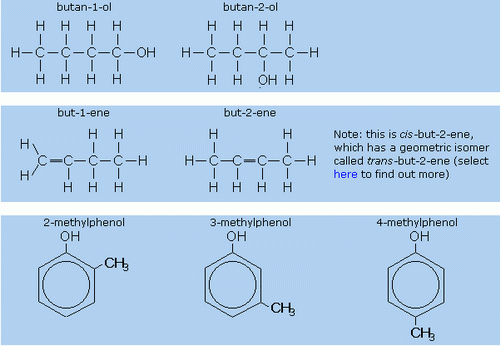 butan-1-ol butan-2-ol
H H H H H H H H
H–C–C–C–C–OH H–C–C–C–C–H
H H H H H H OH H
but-1-ene but-2-ene
H H H H
H
C=C–C–C–H H–C–C=C–C–H
H H H H H H H H
Note: this is cis-but-2-ene,
which has a geometric isomer
called trans-but-2-ene (select
here to find out more)
2-methylphenol 3-methylphenol 4-methylphenol
OH OH OH
CH3
CH3
CH3